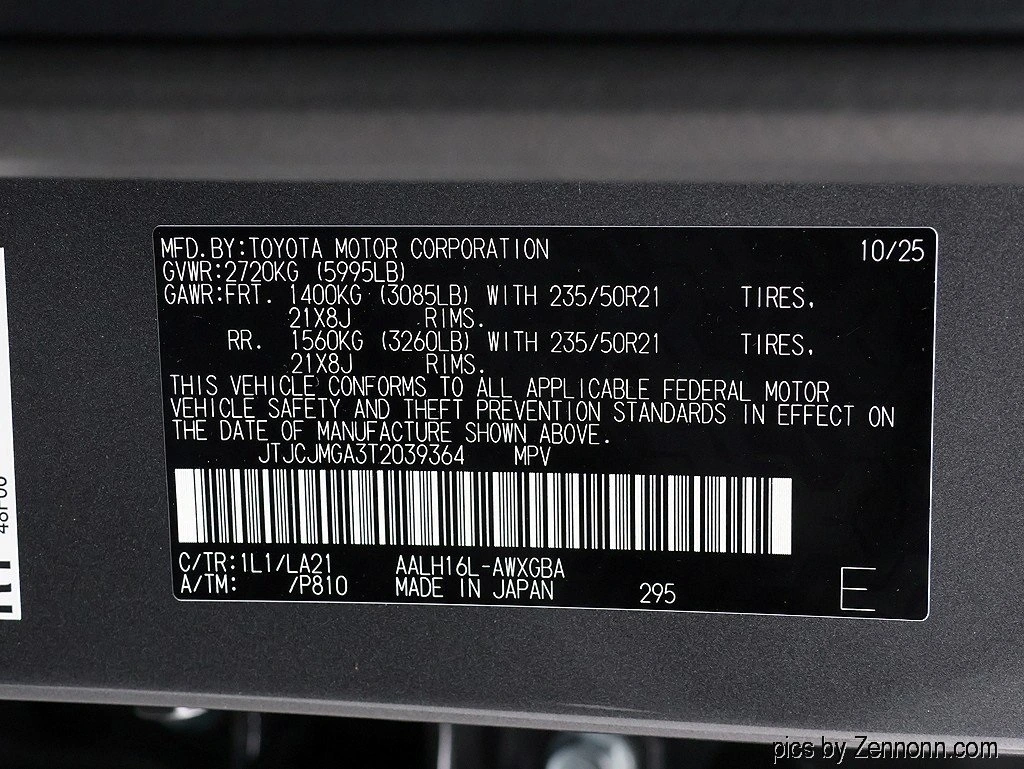 MFD.BY:TOYOTA MOTOR CORPORATION 10/25
GVWR:2720KG (5995LB)
GAWR:FRT. 1400KG (3085LB) WITH 235/50R21 TIRES,
21X8J RIMS.
RR. 1560KG (3260LB) WITH 235/50R21 TIRES,
21X8J RIMS.
THIS VEHICLE CONFORMS TO ALL APPLICABLE FEDERAL MOTOR
VEHICLE SAFETY AND THEFT PREVENTION STANDARDS IN EFFECT ON
THE DATE OF MANUFACTURE SHOWN ABOVE.
JTJCJMGA3T2039364 MPV
C/TR:1L1/LA21 AALH16L-AWXGBA
A/TM: /P810 MADE IN JAPAN 295 E
pics by Zennonn.com